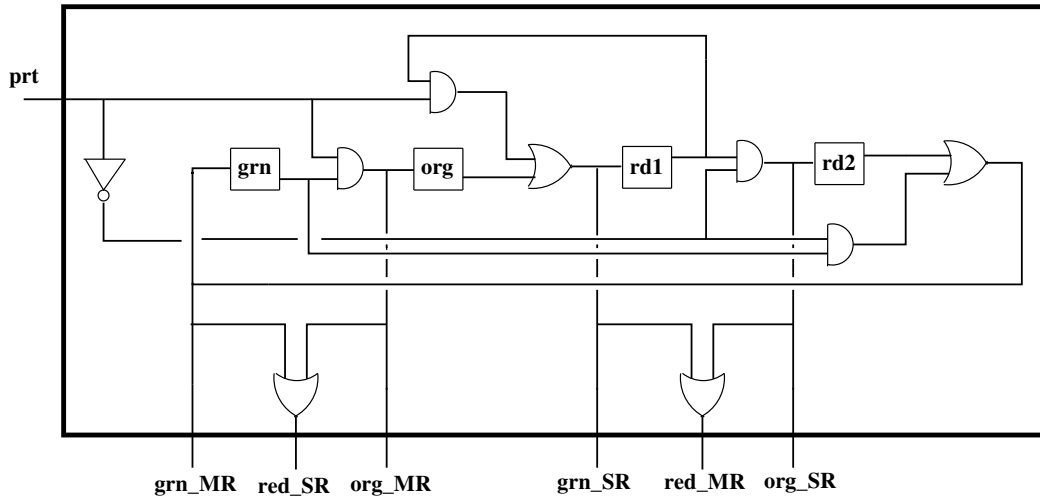 prt
grn
org
rd1
rd2
grn_MR
red_SR
org_MR
grn_SR
red_MR
org_SR